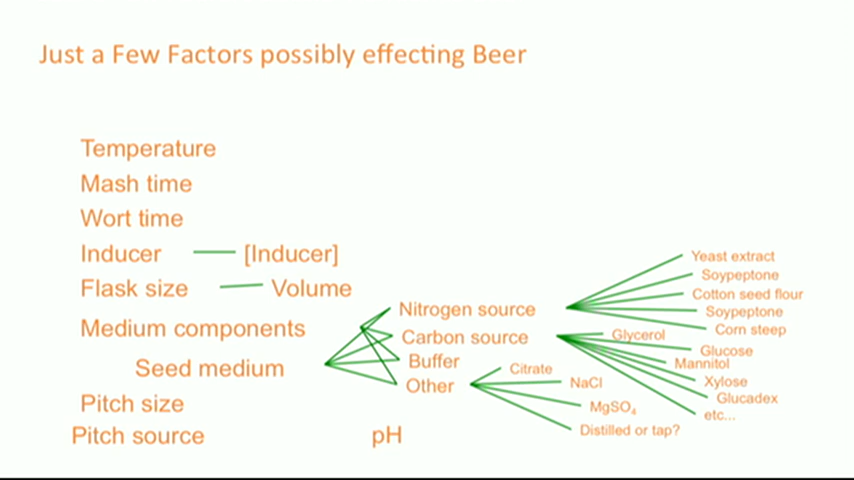 Just a Few Factors possibly effecting Beer
Temperature
Mash time
Wort time
Inducer [Inducer]
Flask size Volume
Medium components
Seed medium
Pitch size
Pitch source
pH
Nitrogen source
Carbon source
Buffer
Other
Yeast extract
Soypeptone
Cotton seed flour
Soypeptone
Corn steep
Glycerol
Glucose
Mannitol
Xylose
Glucadex
etc...
Citrate
NaCl
MgSO₄
Distilled or tap?